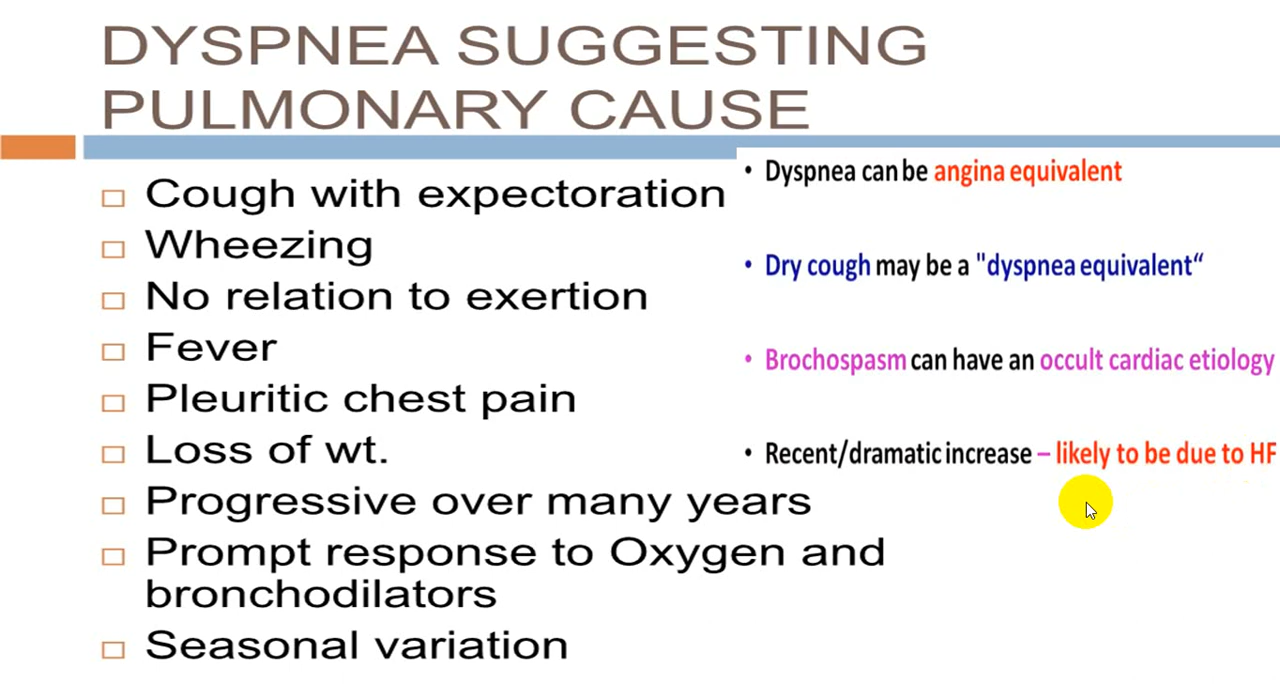 DYSPNEA SUGGESTING
PULMONARY CAUSE
Cough with expectoration
Wheezing
No relation to exertion
Fever
Pleuritic chest pain
Loss of wt.
Progressive over many years
Prompt response to Oxygen and
bronchodilators
Seasonal variation
• Dyspnea can be angina equivalent
• Dry cough may be a "dyspnea equivalent“
• Brochospasm can have an occult cardiac etiology
• Recent/dramatic increase – likely to be due to HF